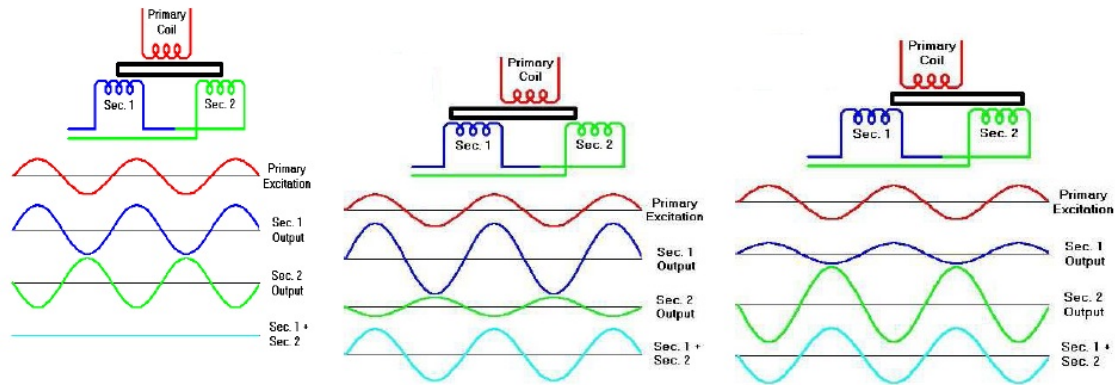 Primary
Coil
Sec. 1
Sec. 2
Primary
Excitation
Sec. 1
Output
Sec. 2
Output
Sec. 1 +
Sec. 2
Primary
Coil
Sec. 1
Sec. 2
Primary
Excitation
Sec. 1
Output
Sec. 2
Output
Sec. 1 +
Sec. 2
Primary
Coil
Sec. 1
Sec. 2
Primary
Excitation
Sec. 1
Output
Sec. 2
Output
Sec. 1 +
Sec. 2